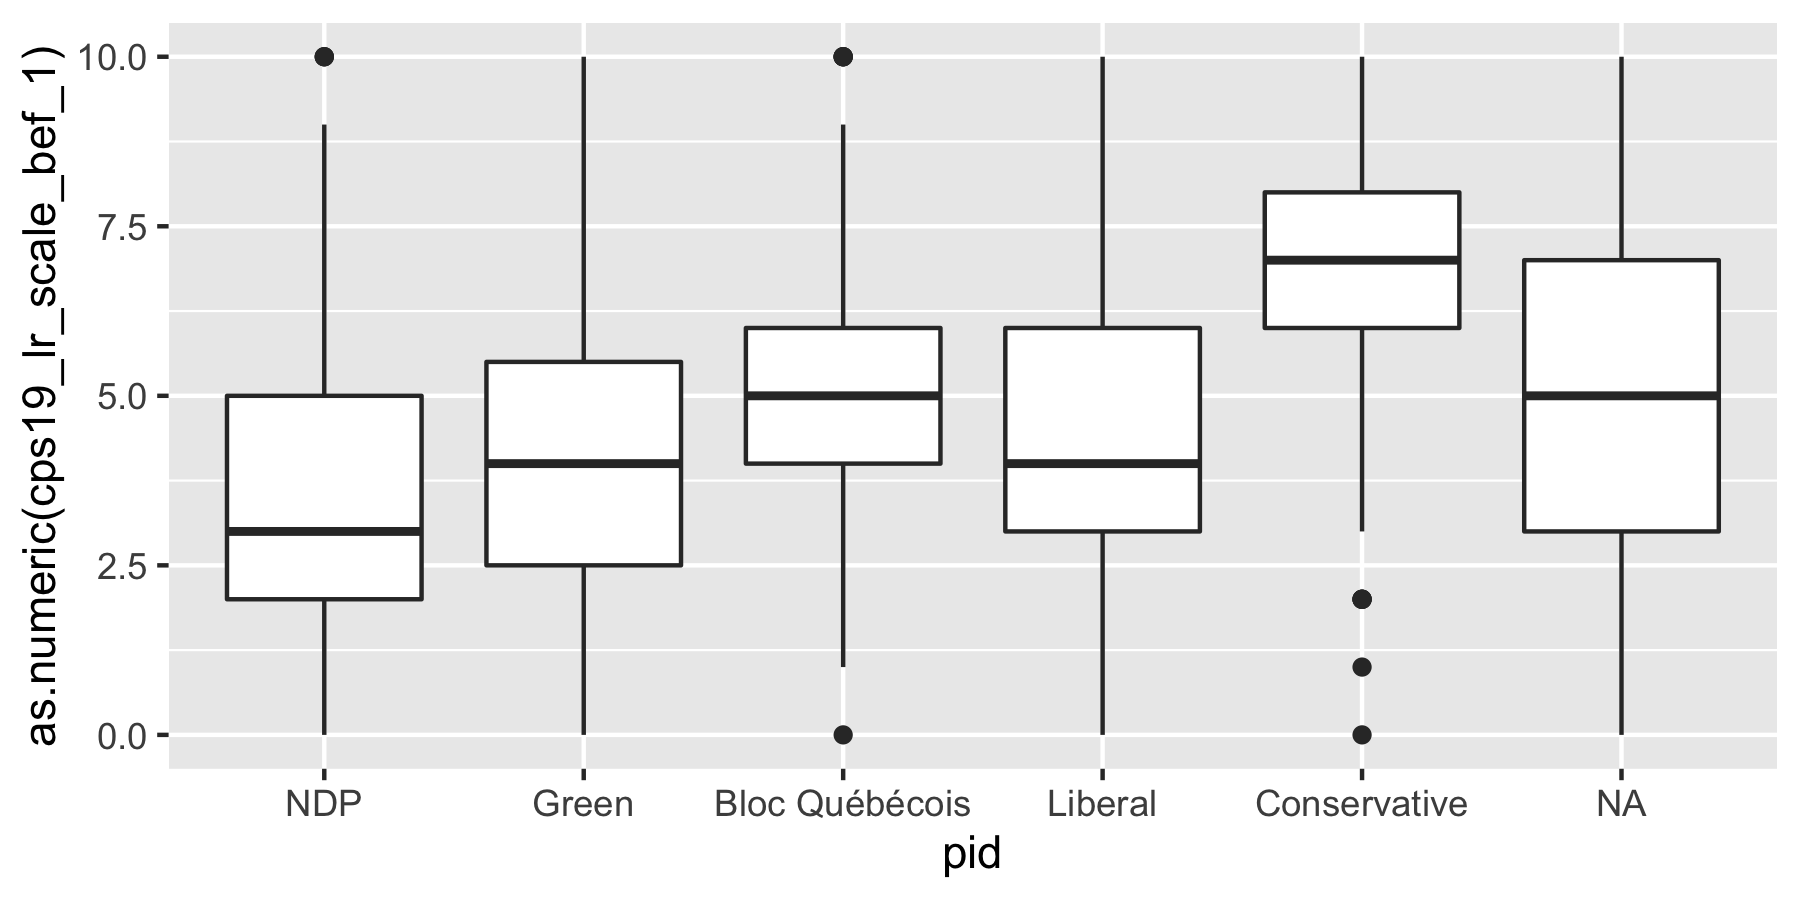 as.numeric(cps19_lr_scale_bef_1)
10.0
7.5
5.0
2.5
0.0
NDP Green Bloc Québécois Liberal Conservative NA
pid